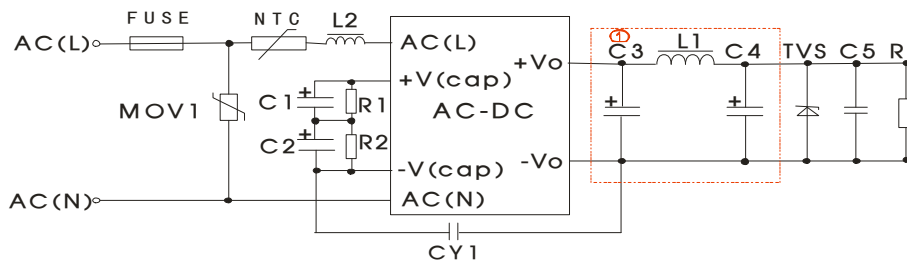 FUSE NTC L2
AC(L) AC(L)
MOV1
C1 R1
C2 R2
+V(cap)
AC-DC
-V(cap)
AC(N) AC(N)
CY1
+Vo
-Vo
①
C3 L1 C4 TVS C5 R
+ + + +